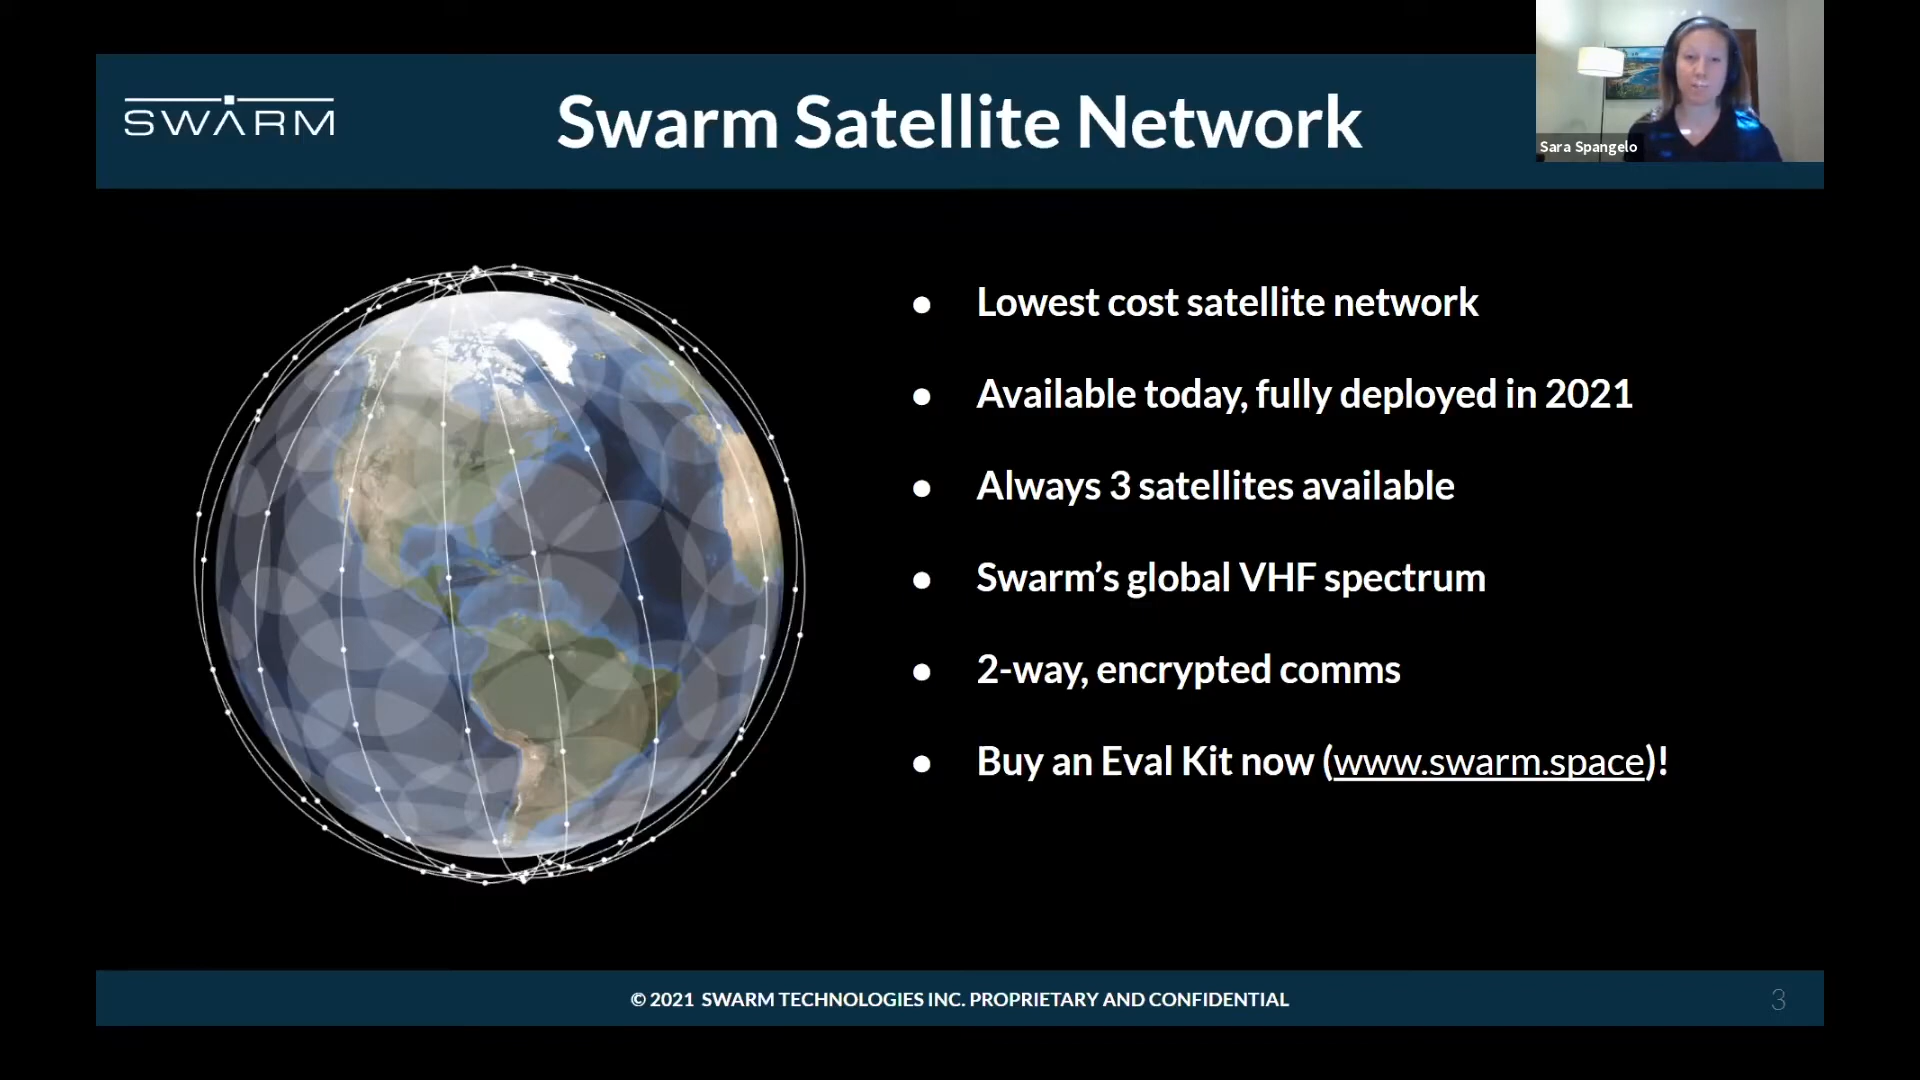 SWARM
Swarm Satellite Network
Sara Spangelo
● Lowest cost satellite network
● Available today, fully deployed in 2021
● Always 3 satellites available
● Swarm’s global VHF spectrum
● 2-way, encrypted comms
● Buy an Eval Kit now (www.swarm.space)!
© 2021 SWARM TECHNOLOGIES INC. PROPRIETARY AND CONFIDENTIAL
3